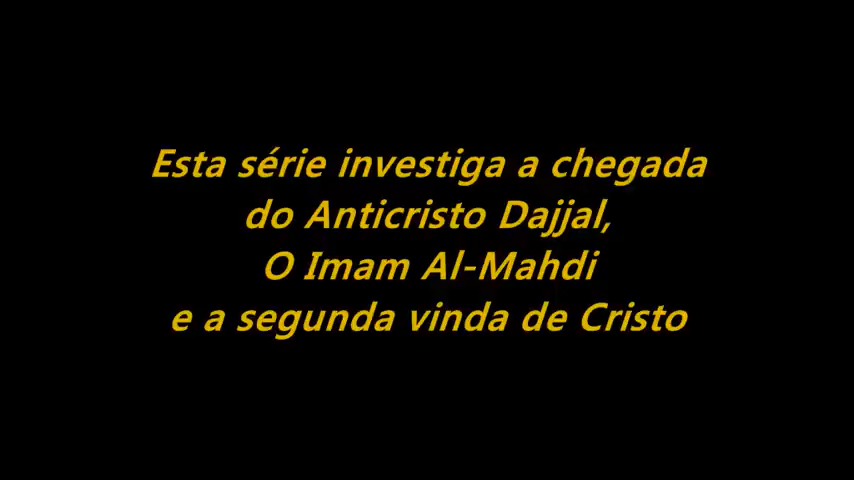 Esta série investiga a chegada
do Anticristo Dajjal,
O Imam Al-Mahdi
e a segunda vinda de Cristo